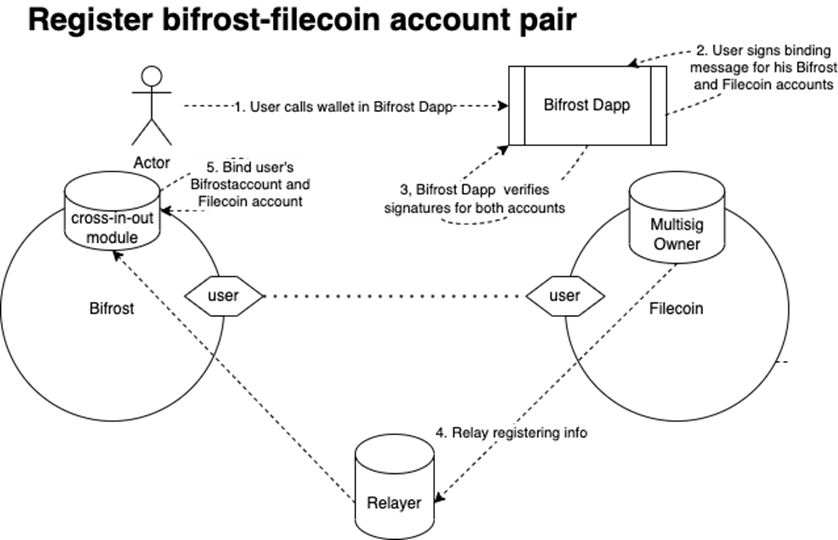 Register bifrost-filecoin account pair
1. User calls wallet in Bifrost Dapp
Bifrost Dapp
2. User signs binding
message for his Bifrost
and Filecoin accounts
Actor
5. Bind user's
Bifrostaccount and
Filecoin account
3, Bifrost Dapp verifies
signatures for both accounts
cross-in-out
module
Multisig
Owner
Bifrost
user
user
Filecoin
4. Relay registering info
Relayer